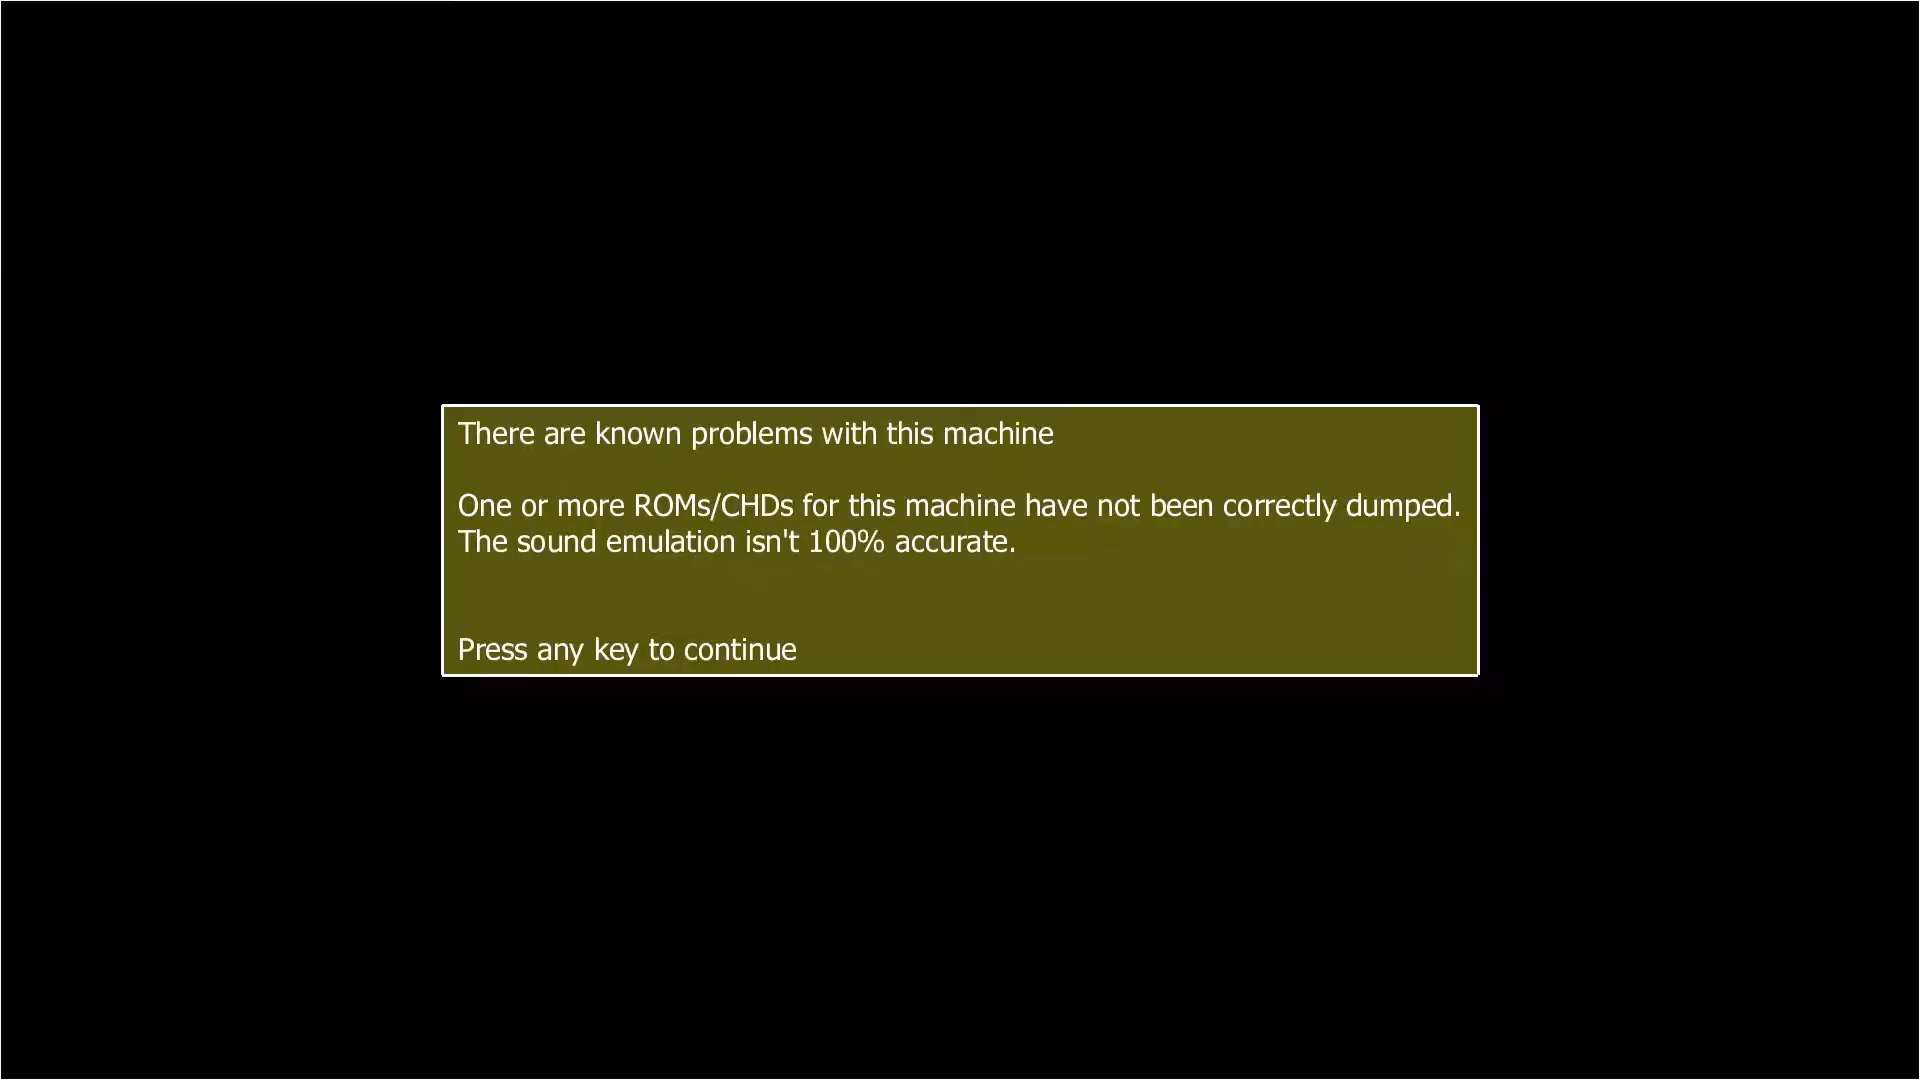 There are known problems with this machine
One or more ROMs/CHDs for this machine have not been correctly dumped.
The sound emulation isn't 100% accurate.
Press any key to continue